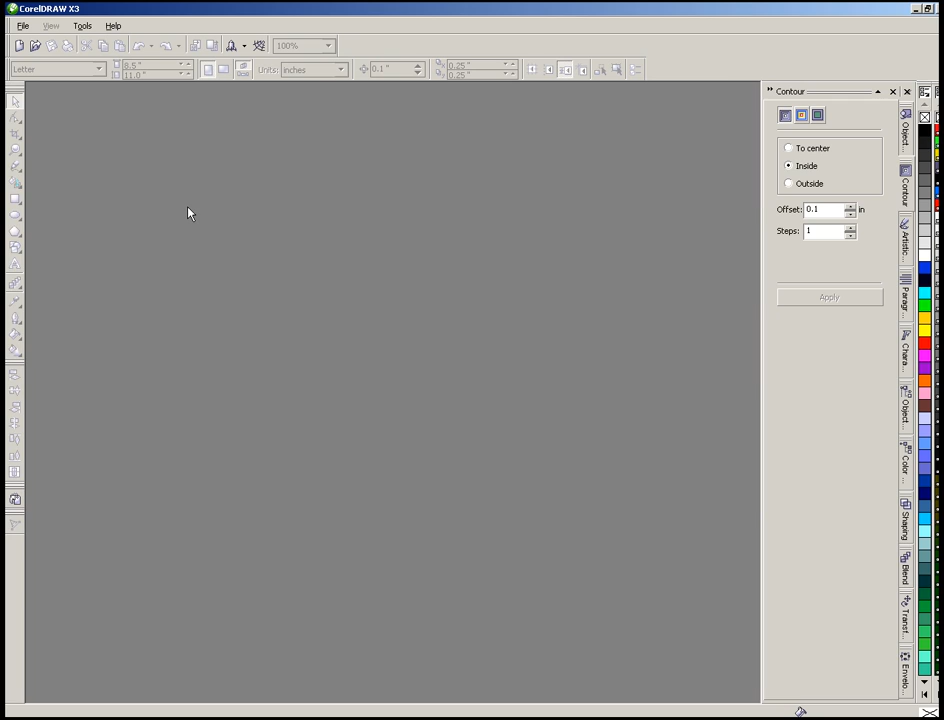 CorelDRAW X3
File View Tools Help
100%
Letter 8.5 " 11.0 " Units: inches 0.1 " 0.25 " 0.25 "
Contour
To center
Inside
Outside
Offset: 0.1 in
Steps: 1
Apply
Object...
Contour
Artistic...
Paragr...
Chara...
Object...
Color ...
Shaping
Blend
Transf...
Envelo...